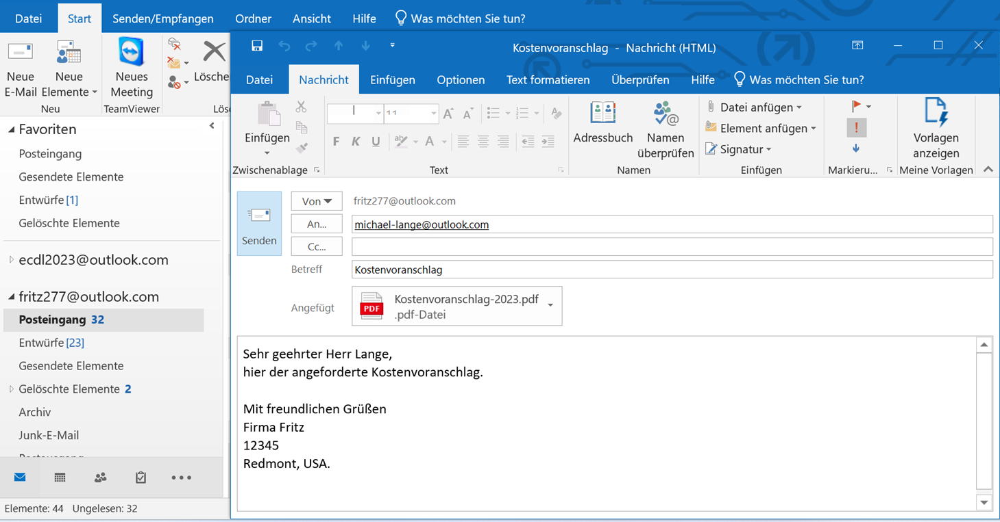 Datei Start Senden/Empfangen Ordner Ansicht Hilfe Was möchten Sie tun?
Neue E-Mail
Neue Elemente
Neues Meeting
Lösche
Neu
TeamViewer
Lös
Favoriten
Posteingang
Gesendete Elemente
Entwürfe [1]
Gelöschte Elemente
ecdl2023@outlook.com
fritz277@outlook.com
Posteingang 32
Entwürfe [23]
Gesendete Elemente
Gelöschte Elemente 2
Archiv
Junk-E-Mail
Postausgang
Elemente: 44 Ungelesen: 32
Kostenvoranschlag - Nachricht (HTML)
Datei Nachricht Einfügen Optionen Text formatieren Überprüfen Hilfe Was möchten Sie tun?
Einfügen
Zwischenablage
11 A A
F K U A
Text
Adressbuch
Namen überprüfen
Namen
Datei anfügen
Element anfügen
Signatur
Einfügen
!
Markieru...
Vorlagen anzeigen
Meine Vorlagen
Senden
Von fritz277@outlook.com
An... michael-lange@outlook.com
Cc...
Betreff Kostenvoranschlag
Angefügt PDF Kostenvoranschlag-2023.pdf
.pdf-Datei
Sehr geehrter Herr Lange,
hier der angeforderte Kostenvoranschlag.
Mit freundlichen Grüßen
Firma Fritz
12345
Redmont, USA.